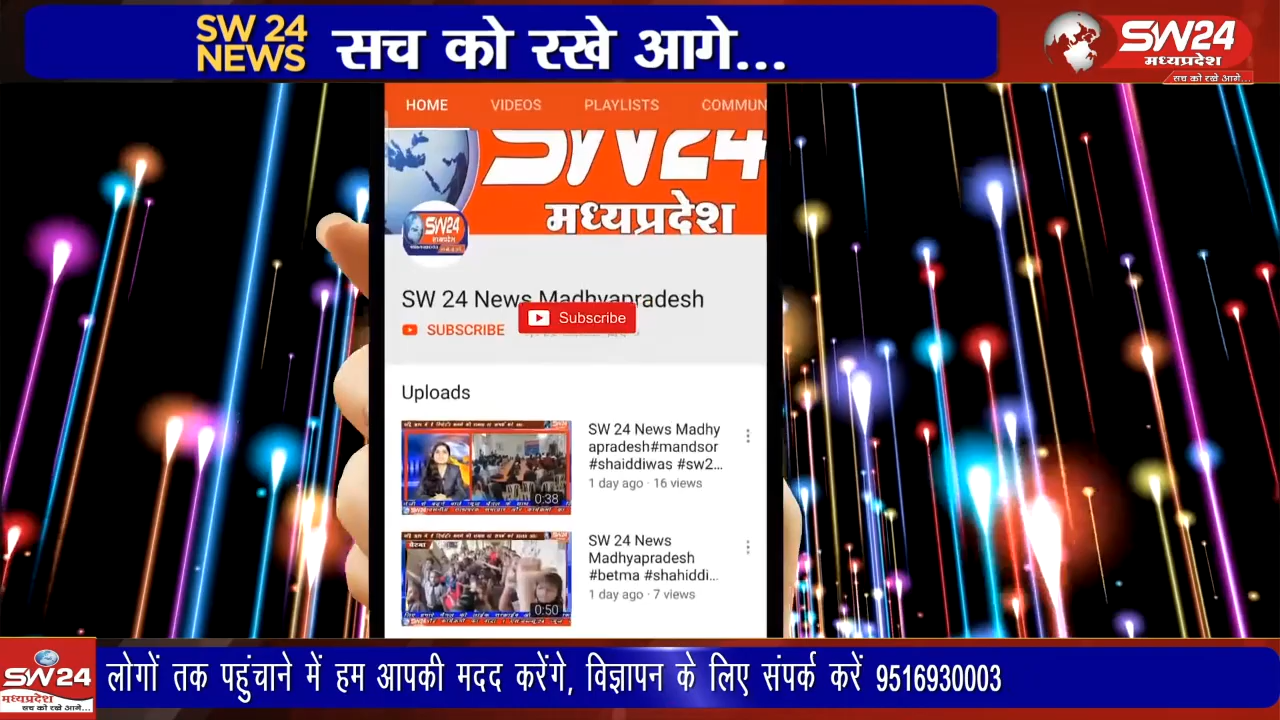 SW 24
NEWS
सच को रखे आगे...
SW24
मध्यप्रदेश
सच को रखे आगे...
HOME VIDEOS PLAYLISTS COMMUN
SW24
मध्यप्रदेश
SW24
SW 24 News Madhyapradesh
SUBSCRIBE
Subscribe
Uploads
SW 24 News Madhy
apradesh#mandsor
#shaiddiwas #sw2...
1 day ago · 16 views
0:38
SW 24 News
Madhyapradesh
#betma #shahiddi...
1 day ago · 7 views
0:50
SW24
मध्यप्रदेश
सच को रखे आगे...
लोगों तक पहुंचाने में हम आपकी मदद करेंगे, विज्ञापन के लिए संपर्क करें 9516930003